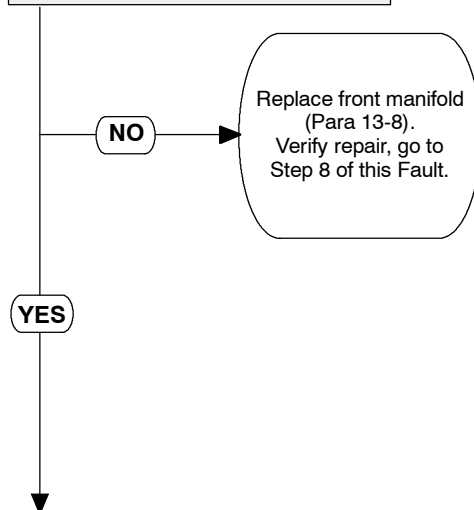 NO
Replace front manifold
(Para 13-8).
Verify repair, go to
Step 8 of this Fault.
YES